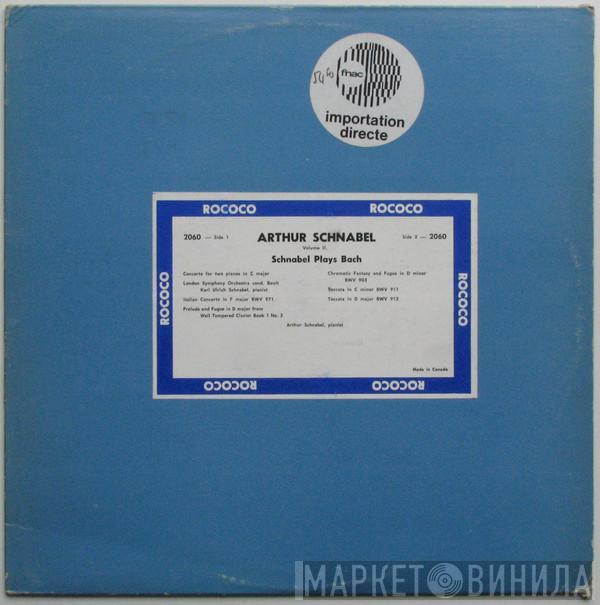 5490
fnac
importation
directe
ROCOCO ROCOCO
2060 — Side 1 ARTHUR SCHNABEL Side 2 — 2060
Volume II.
Schnabel Plays Bach
Concerto for two pianos in C major
London Symphony Orchestra cond. Boult
Karl Ulrich Schnabel, pianist
Italian Concerto in F major BWV 971
Prelude and Fugue in D major from
Well Tempered Clavier Book 1 No. 5
Chromatic Fantasy and Fugue in D minor
BWV 903
Toccata in C minor BWV 911
Toccata in D major BWV 912
Arthur Schnabel, pianist
Made in Canada
ROCOCO
ROCOCO
ROCOCO ROCOCO
МАРКЕТ ВИНИЛА